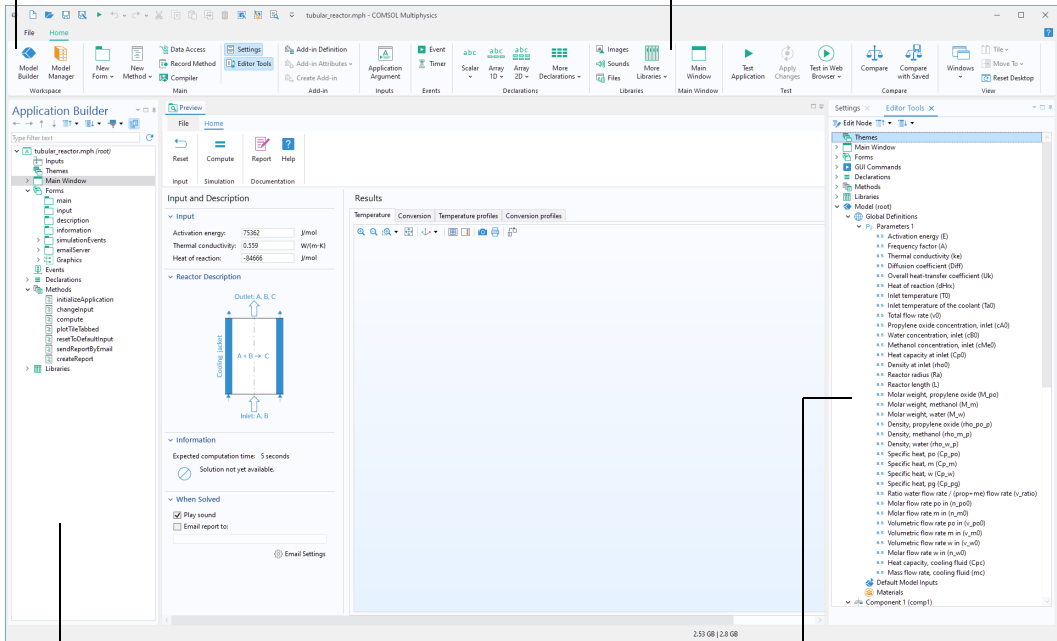 tubular_reactor.mph - COMSOL Multiphysics
File Home
Model Builder
Model Manager
Workspace
New Form
New Method
Data Access
Record Method
Compiler
Settings
Editor Tools
Main
Add-in Definition
Add-in Attributes
Create Add-in
Add-in
Application Argument
Inputs
Event
Timer
Events
abc Scalar
abc Array 1D
abc Array 2D
More Declarations
Declarations
Images
Sounds
Files
More Libraries
Libraries
Main Window
Main Window
Test Application
Apply Changes
Test in Web Browser
Test
Compare
Compare with Saved
Compare
Windows
Tile
Move To
Reset Desktop
View
Application Builder
Type filter text
tubular_reactor.mph (root)
Inputs
Themes
Main Window
Forms
main
input
description
information
simulationEvents
emailServer
Graphics
Events
Declarations
Methods
initializeApplication
changeInput
compute
plotTileTabbed
resetToDefaultInput
sendReportByEmail
createReport
Libraries
Preview
File Home
Reset
Input
Compute
Simulation
Report Help
Documentation
Input and Description
Input
Activation energy: 75362 J/mol
Thermal conductivity: 0.559 W/(m·K)
Heat of reaction: -84666 J/mol
Reactor Description
Outlet: A, B, C
Cooling jacket
A + B → C
Inlet: A, B
Information
Expected computation time: 5 seconds
Solution not yet available.
When Solved
Play sound
Email report to:
Email Settings
Results
Temperature Conversion Temperature profiles Conversion profiles
Settings Editor Tools
Edit Node
Themes
Main Window
Forms
GUI Commands
Declarations
Methods
Libraries
Model (root)
Global Definitions
Pi Parameters 1
Activation energy (E)
Frequency factor (A)
Thermal conductivity (ke)
Diffusion coefficient (Diff)
Overall heat-transfer coefficient (Uk)
Heat of reaction (dHrx)
Inlet temperature (T0)
Inlet temperature of the coolant (Ta0)
Total flow rate (v0)
Propylene oxide concentration, inlet (cA0)
Water concentration, inlet (cB0)
Methanol concentration, inlet (cMe0)
Heat capacity at inlet (Cp0)
Density at inlet (rho0)
Reactor radius (Ra)
Reactor length (L)
Molar weight, propylene oxide (M_po)
Molar weight, methanol (M_m)
Molar weight, water (M_w)
Density, propylene oxide (rho_po_p)
Density, methanol (rho_m_p)
Density, water (rho_w_p)
Specific heat, po (Cp_po)
Specific heat, m (Cp_m)
Specific heat, w (Cp_w)
Specific heat, pg (Cp_pg)
Ratio water flow rate / (prop+me) flow rate (v_ratio)
Molar flow rate po in (n_po0)
Molar flow rate m in (n_m0)
Volumetric flow rate po in (v_po0)
Volumetric flow rate m in (v_m0)
Volumetric flow rate w in (v_w0)
Molar flow rate w in (n_w0)
Heat capacity, cooling fluid (Cpc)
Mass flow rate, cooling fluid (mc)
Default Model Inputs
Materials
Component 1 (comp1)
2.53 GB | 2.8 GB